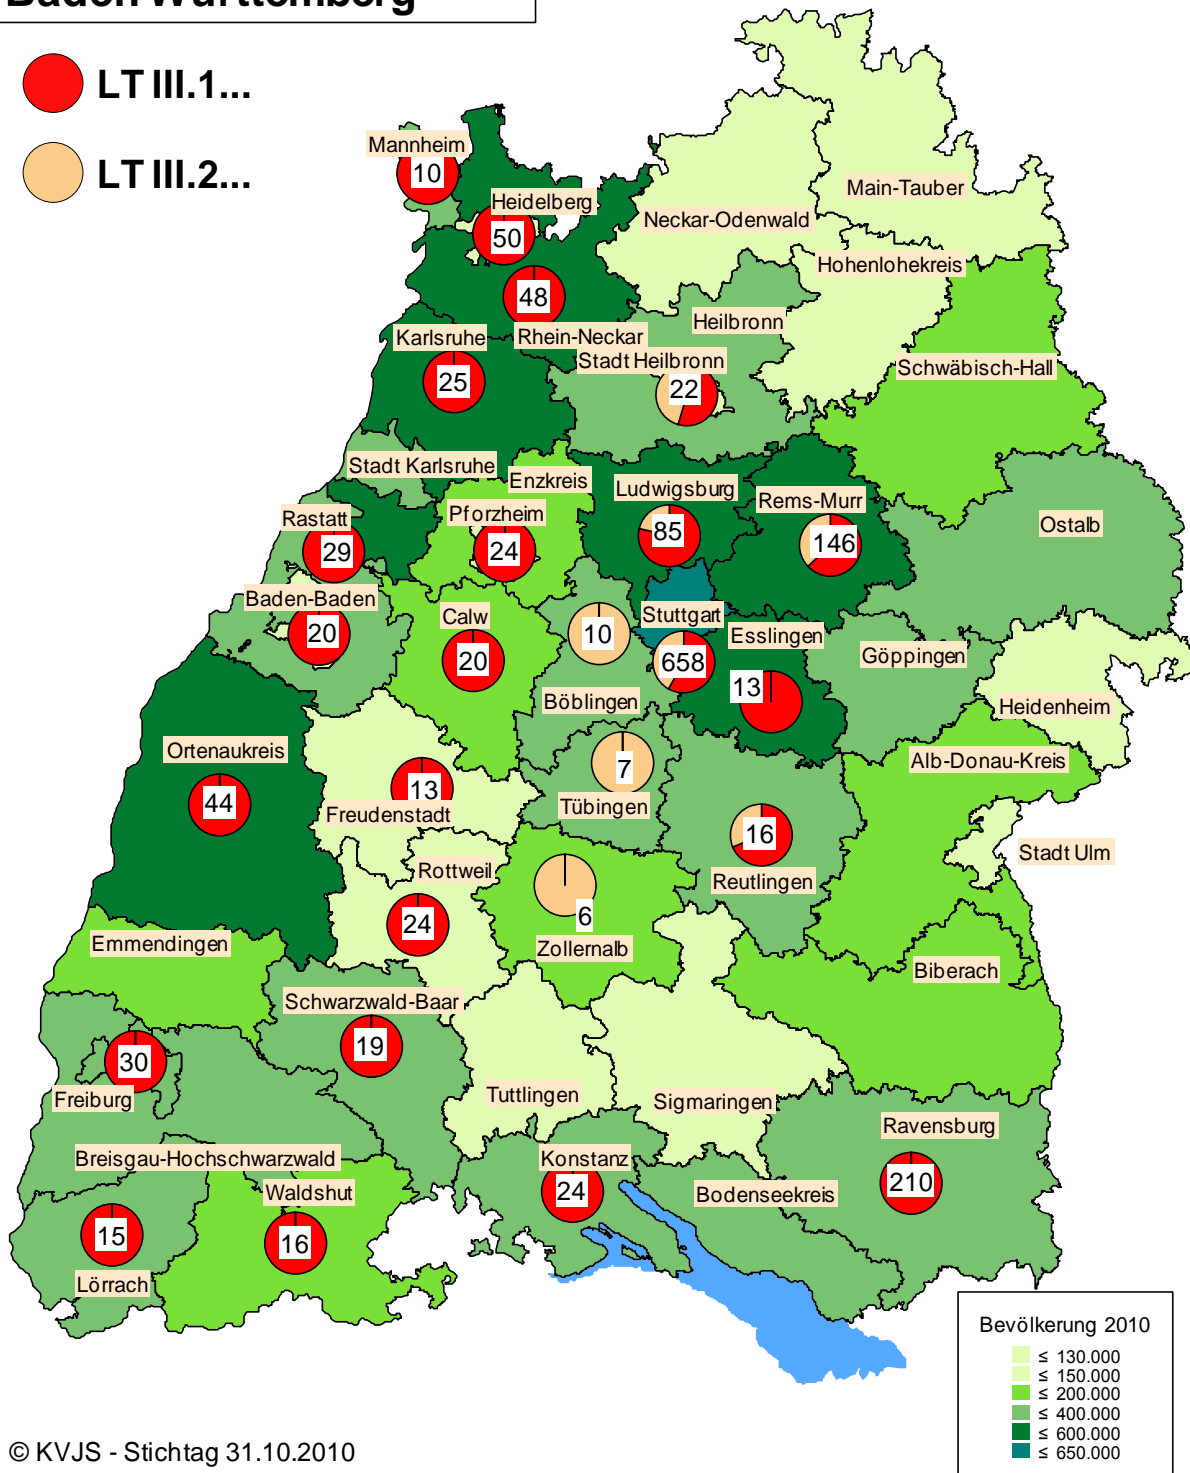 Baden Württemberg
LT III.1...
LT III.2...
Mannheim
10
Main-Tauber
Heidelberg
Neckar-Odenwald
50
Hohenlohekreis
48
Heilbronn
Karlsruhe
Rhein-Neckar
Stadt Heilbronn
Schwäbisch-Hall
25
22
Stadt Karlsruhe
Enzkreis
Ludwigsburg
Rems-Murr
Rastatt
Pforzheim
Ostalb
29
24
85
146
Baden-Baden
Calw
Stuttgart
20
10
Esslingen
20
658
Göppingen
13
Böblingen
Heidenheim
Ortenaukreis
7
Alb-Donau-Kreis
44
13
Tübingen
Freudenstadt
16
Rottweil
Stadt Ulm
Reutlingen
24
6
Emmendingen
Zollernalb
Biberach
Schwarzwald-Baar
30
19
Freiburg
Tuttlingen
Sigmaringen
Ravensburg
Breisgau-Hochschwarzwald
Konstanz
Waldshut
24
Bodenseekreis
210
15
16
Lörrach
Bevölkerung 2010
≤ 130.000
≤ 150.000
≤ 200.000
≤ 400.000
≤ 600.000
≤ 650.000
© KVJS - Stichtag 31.10.2010